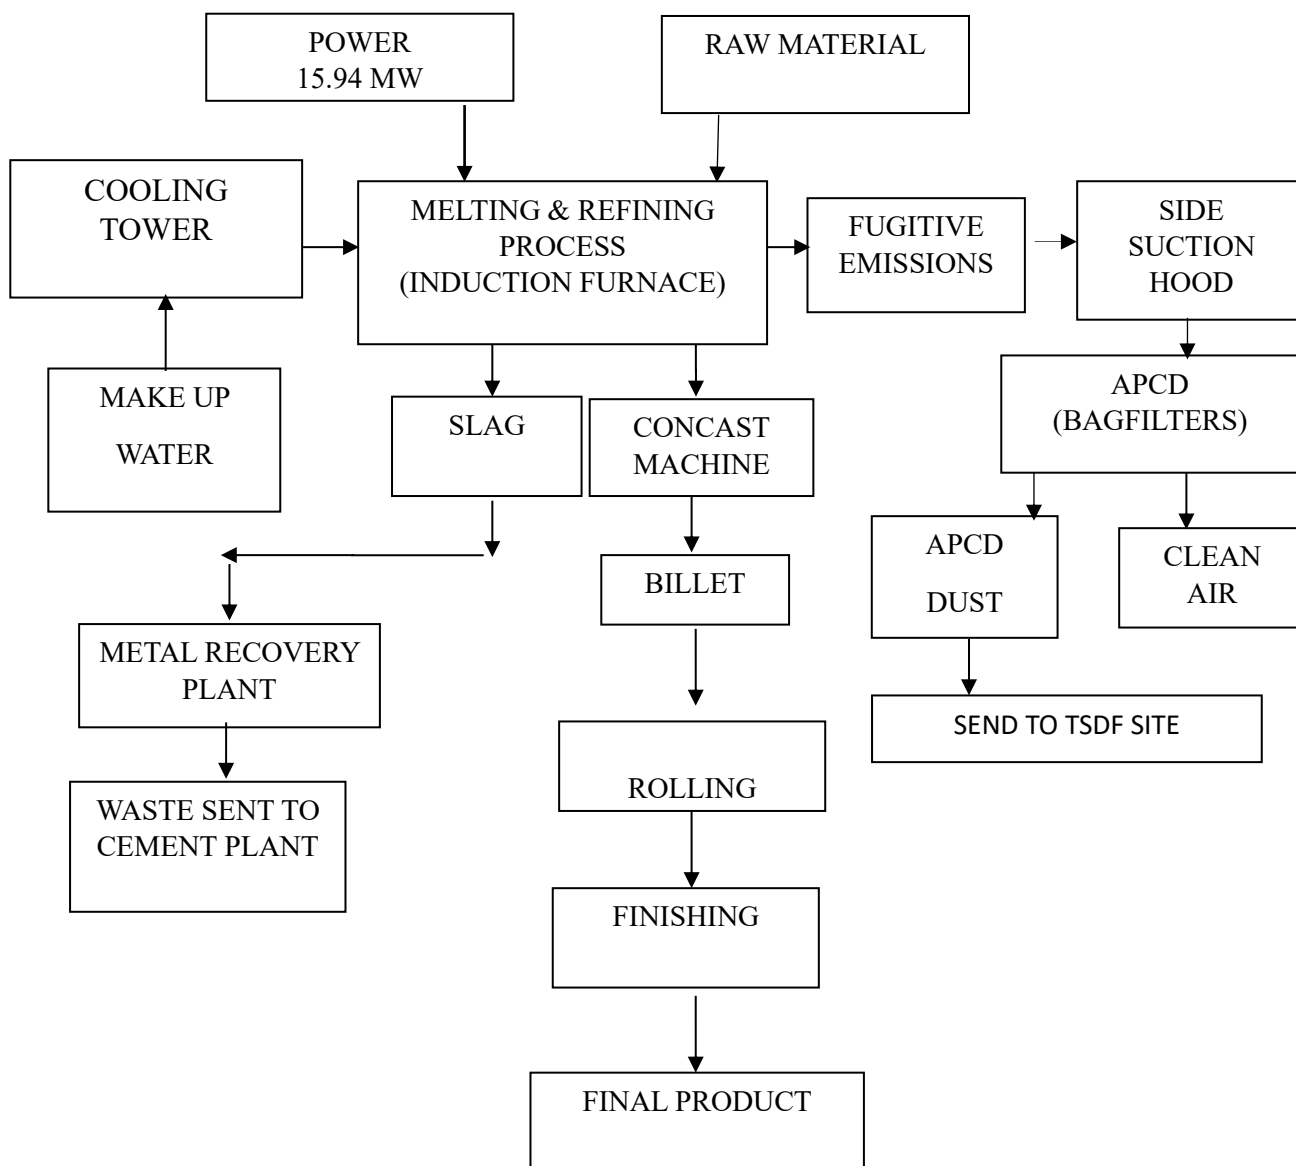 POWER
15.94 MW
RAW MATERIAL
COOLING
TOWER
MELTING & REFINING
PROCESS
(INDUCTION FURNACE)
FUGITIVE
EMISSIONS
SIDE
SUCTION
HOOD
MAKE UP
WATER
SLAG
CONCAST
MACHINE
APCD
(BAGFILTERS)
BILLET
APCD
DUST
CLEAN
AIR
METAL RECOVERY
PLANT
SEND TO TSDF SITE
ROLLING
WASTE SENT TO
CEMENT PLANT
FINISHING
FINAL PRODUCT